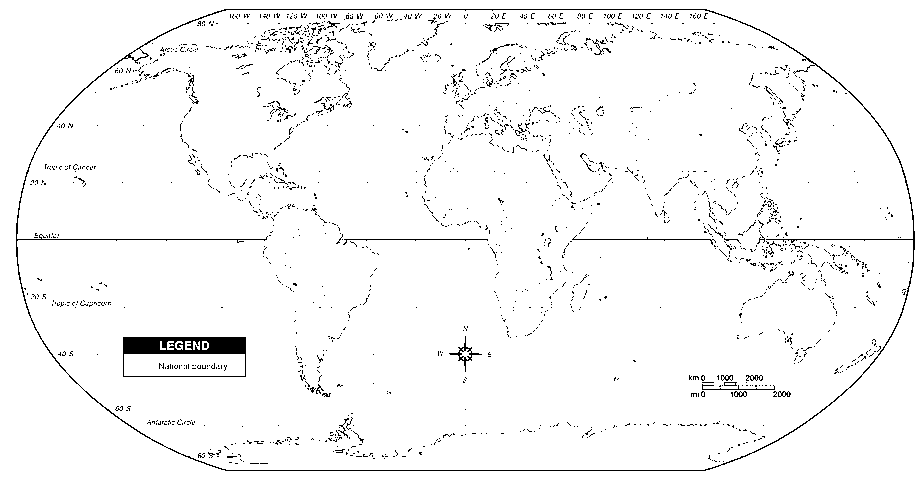 80 N
160 W 140 W 120 W 100 W 80 W 60 W 40 W 20 W 0 20 E 40 E 60 E 80 E 100 E 120 E 140 E 160 E
Arctic Circle
60 N
40 N
Tropic of Cancer
20 N
Equator
20 S
Tropic of Capricorn
N
W E
S
LEGEND
National boundary
40 S
km 0 1000 2000
mi 0 1000 2000
60 S
Antarctic Circle
80 S